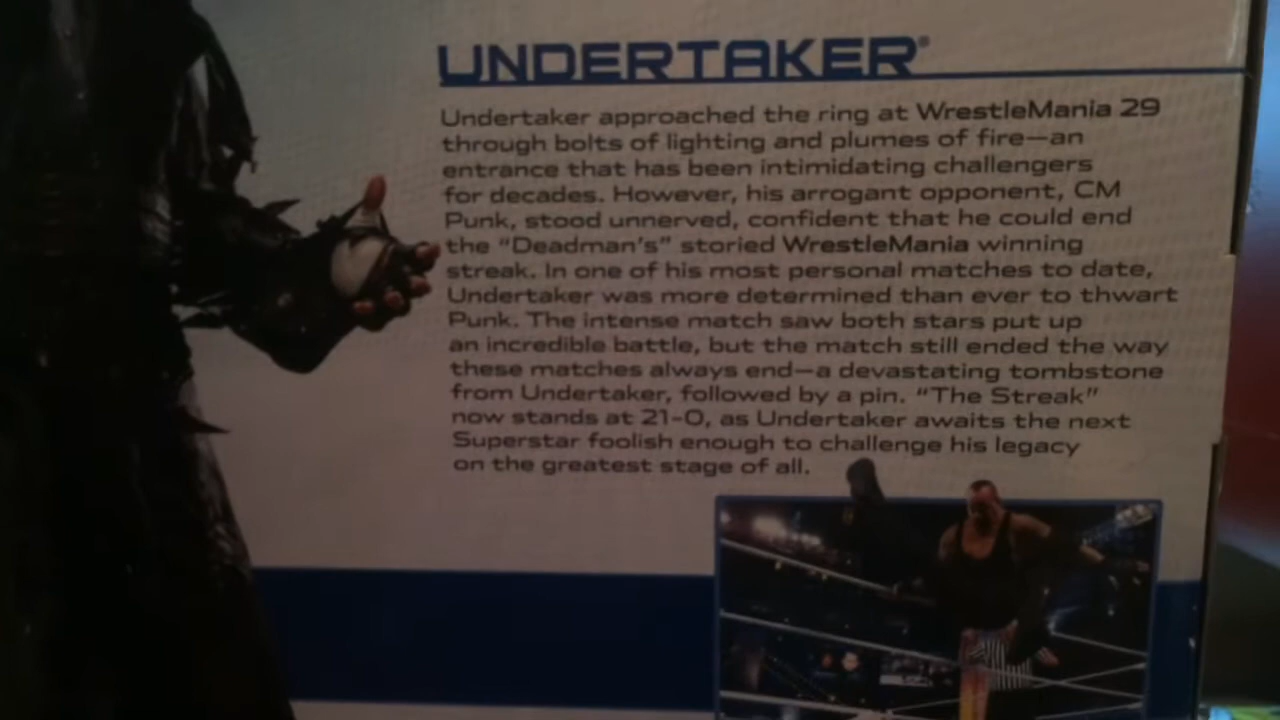 UNDERTAKER®
Undertaker approached the ring at WrestleMania 29
through bolts of lighting and plumes of fire—an
entrance that has been intimidating challengers
for decades. However, his arrogant opponent, CM
Punk, stood unnerved, confident that he could end
the “Deadman’s” storied WrestleMania winning
streak. In one of his most personal matches to date,
Undertaker was more determined than ever to thwart
Punk. The intense match saw both stars put up
an incredible battle, but the match still ended the way
these matches always end—a devastating tombstone
from Undertaker, followed by a pin. “The Streak”
now stands at 21-0, as Undertaker awaits the next
Superstar foolish enough to challenge his legacy
on the greatest stage of all.